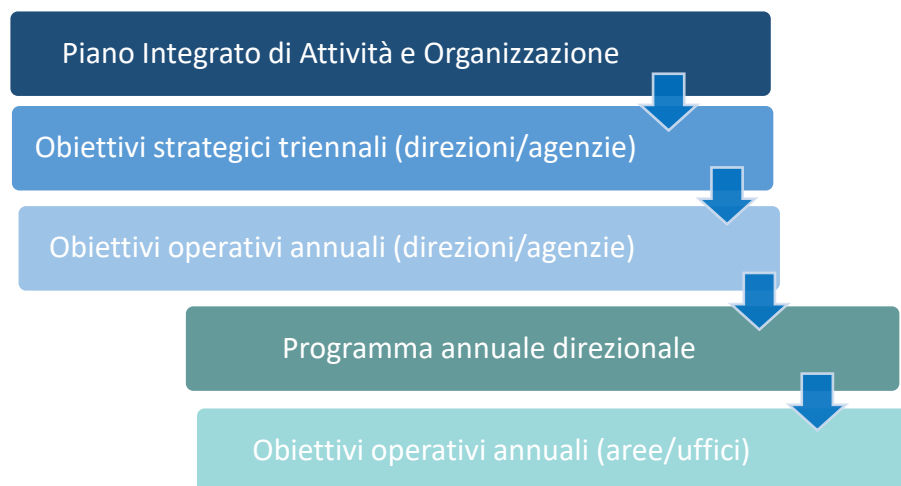 Piano Integrato di Attività e Organizzazione
Obiettivi strategici triennali (direzioni/agenzie)
Obiettivi operativi annuali (direzioni/agenzie)
Programma annuale direzionale
Obiettivi operativi annuali (aree/uffici)